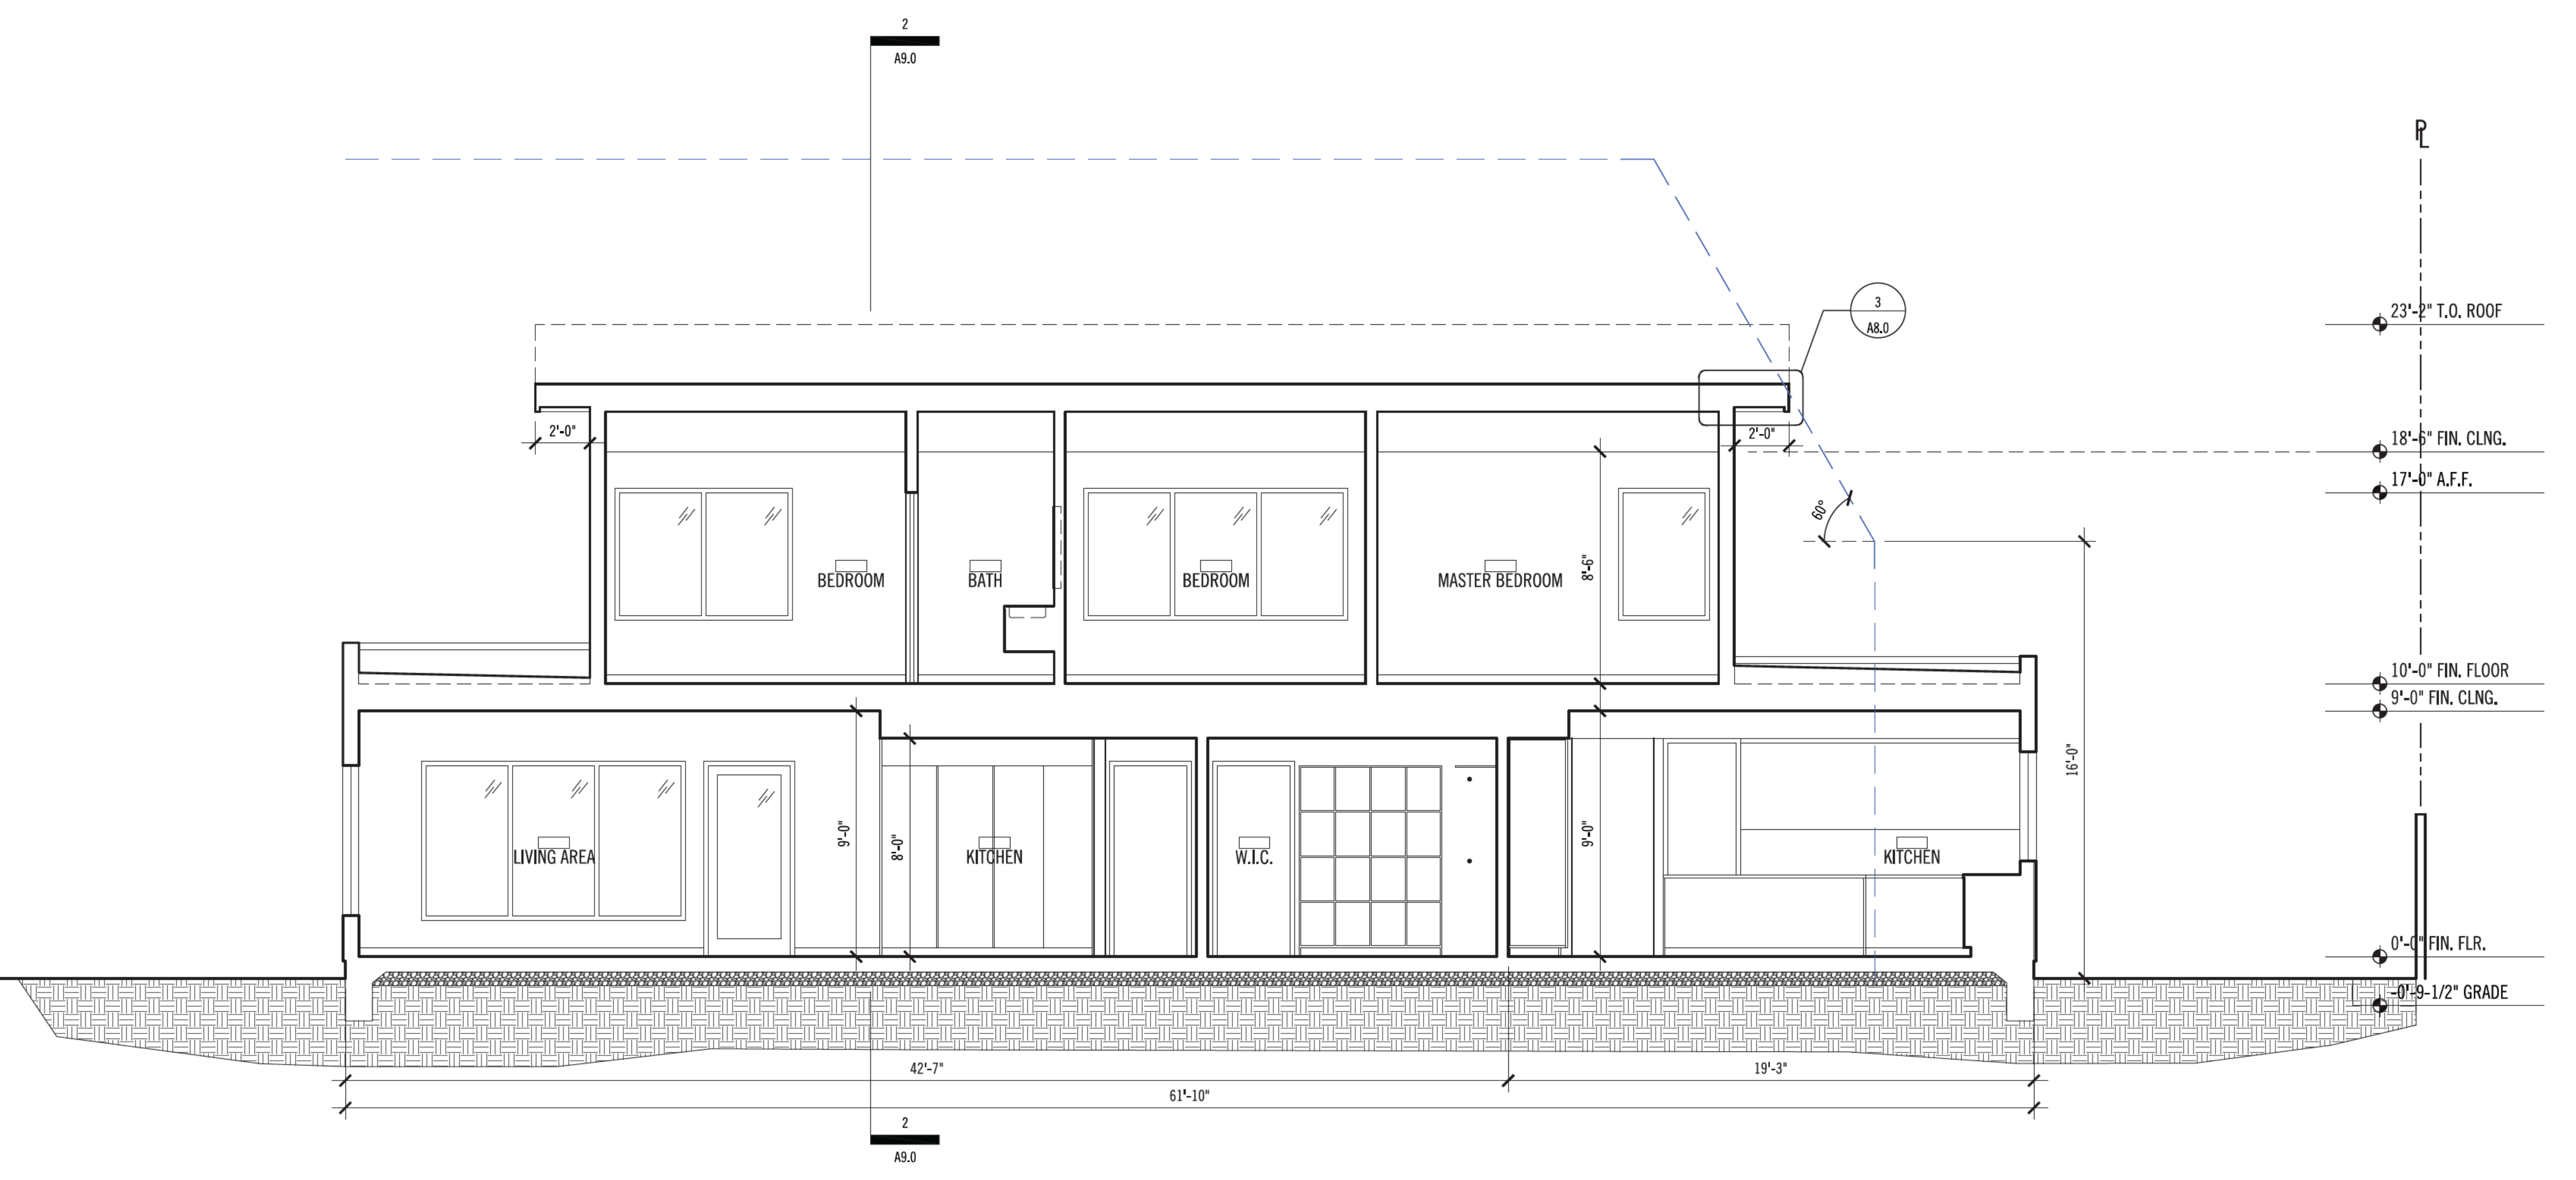 2
A9.0
PL
3
A8.0
23'-2" T.O. ROOF
2'-0"
2'-0"
18'-6" FIN. CLNG.
17'-0" A.F.F.
60°
8'-6"
BEDROOM
BATH
BEDROOM
MASTER BEDROOM
10'-0" FIN. FLOOR
9'-0" FIN. CLNG.
16'-0"
9'-0"
8'-0"
9'-0"
LIVING AREA
KITCHEN
W.I.C.
KITCHEN
0'-0" FIN. FLR.
-0'-9-1/2" GRADE
42'-7"
19'-3"
61'-10"
2
A9.0